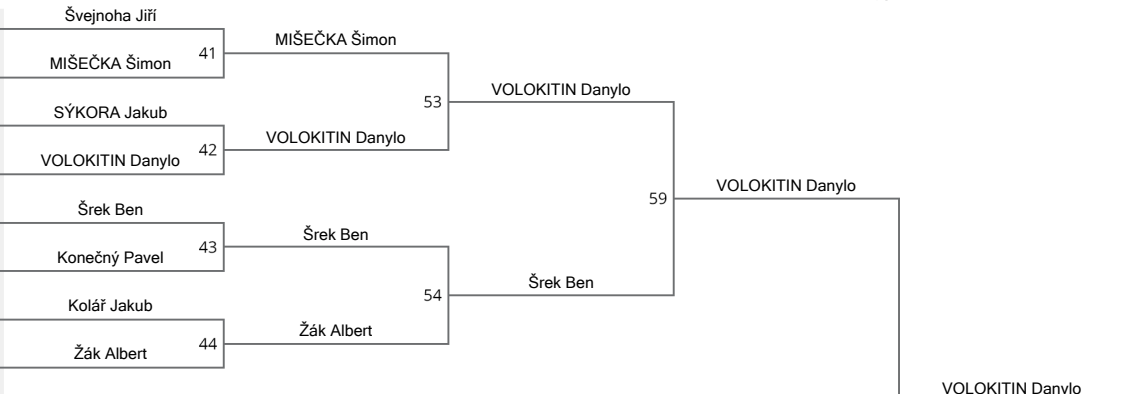 Švejnoha Jiří
MIŠEČKA Šimon
41
MIŠEČKA Šimon
SÝKORA Jakub
42
VOLOKITIN Danylo
VOLOKITIN Danylo
53
VOLOKITIN Danylo
Šrek Ben
43
Konečný Pavel
Šrek Ben
Kolář Jakub
44
Žák Albert
Žák Albert
54
Šrek Ben
59
VOLOKITIN Danylo
VOLOKITIN Danylo